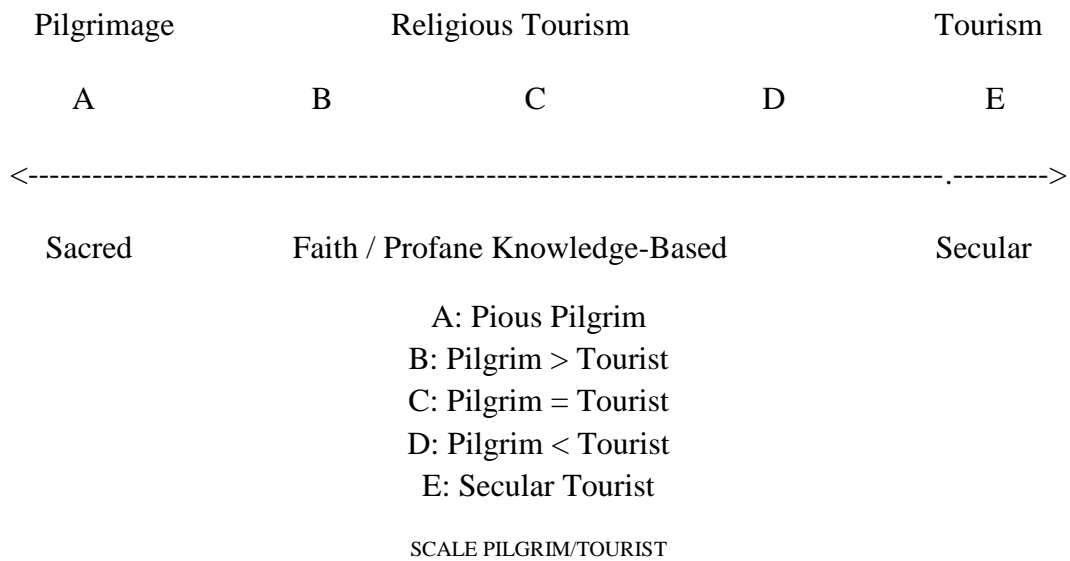 Pilgrimage Religious Tourism Tourism
A B C D E
<--------------------------------------------------------------------------------------.--------->
Sacred Faith / Profane Knowledge-Based Secular
A: Pious Pilgrim
B: Pilgrim > Tourist
C: Pilgrim = Tourist
D: Pilgrim < Tourist
E: Secular Tourist
SCALE PILGRIM/TOURIST